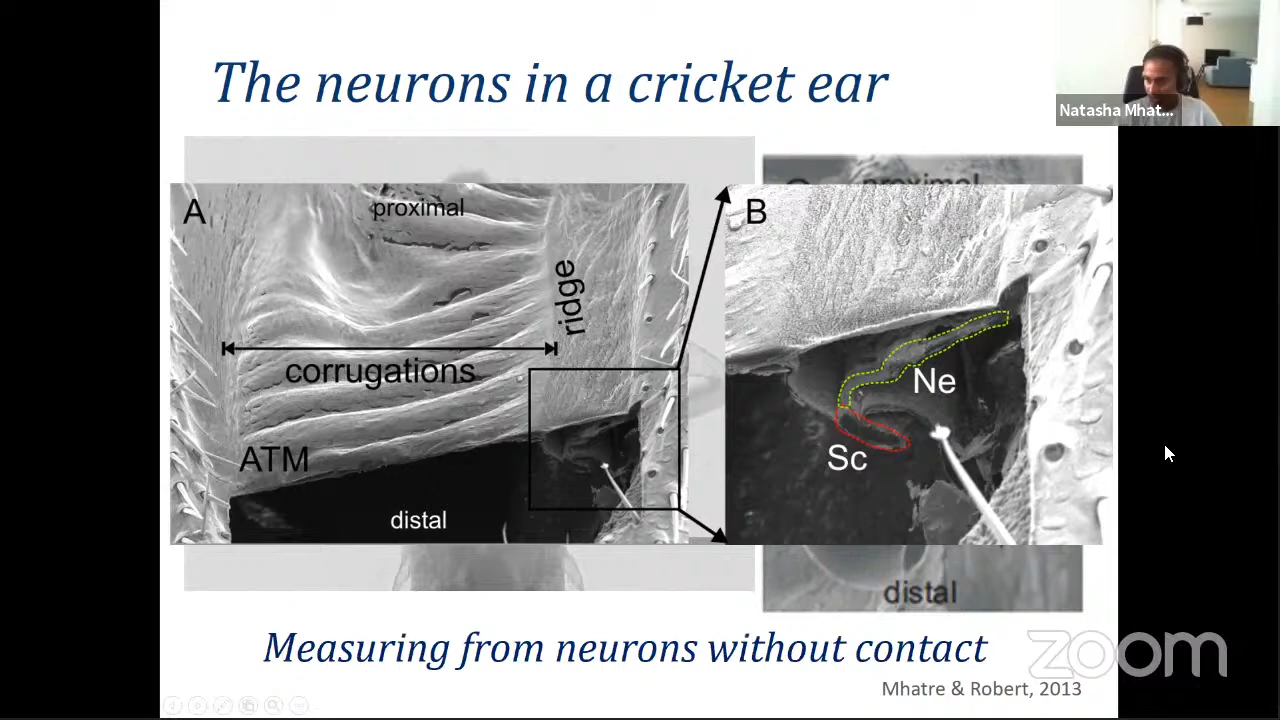 The neurons in a cricket ear
Natasha Mhat...
A
proximal
ridge
corrugations
ATM
distal
proximal
B
Ne
Sc
distal
Measuring from neurons without contact
zoom
Mhatre & Robert, 2013